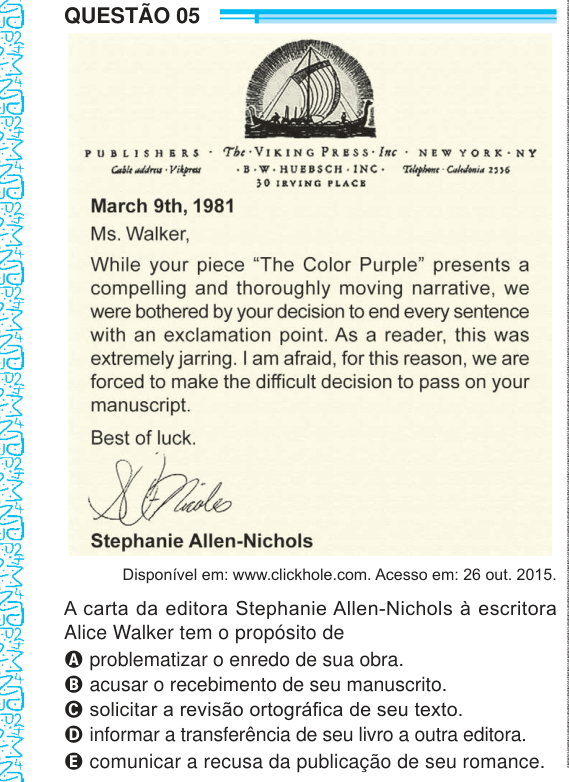 QUESTÃO 05
PUBLISHERS · The · VIKING PRESS · Inc · NEW YORK · NY
Cable address · Vikpress · B · W · HUEBSCH · INC · Telephone · Caledonia 2556
30 IRVING PLACE
March 9th, 1981
Ms. Walker,
While your piece “The Color Purple” presents a
compelling and thoroughly moving narrative, we
were bothered by your decision to end every sentence
with an exclamation point. As a reader, this was
extremely jarring. I am afraid, for this reason, we are
forced to make the difficult decision to pass on your
manuscript.
Best of luck.
Stephanie Allen-Nichols
Disponível em: www.clickhole.com. Acesso em: 26 out. 2015.
A carta da editora Stephanie Allen-Nichols à escritora
Alice Walker tem o propósito de
A problematizar o enredo de sua obra.
B acusar o recebimento de seu manuscrito.
C solicitar a revisão ortográfica de seu texto.
D informar a transferência de seu livro a outra editora.
E comunicar a recusa da publicação de seu romance.